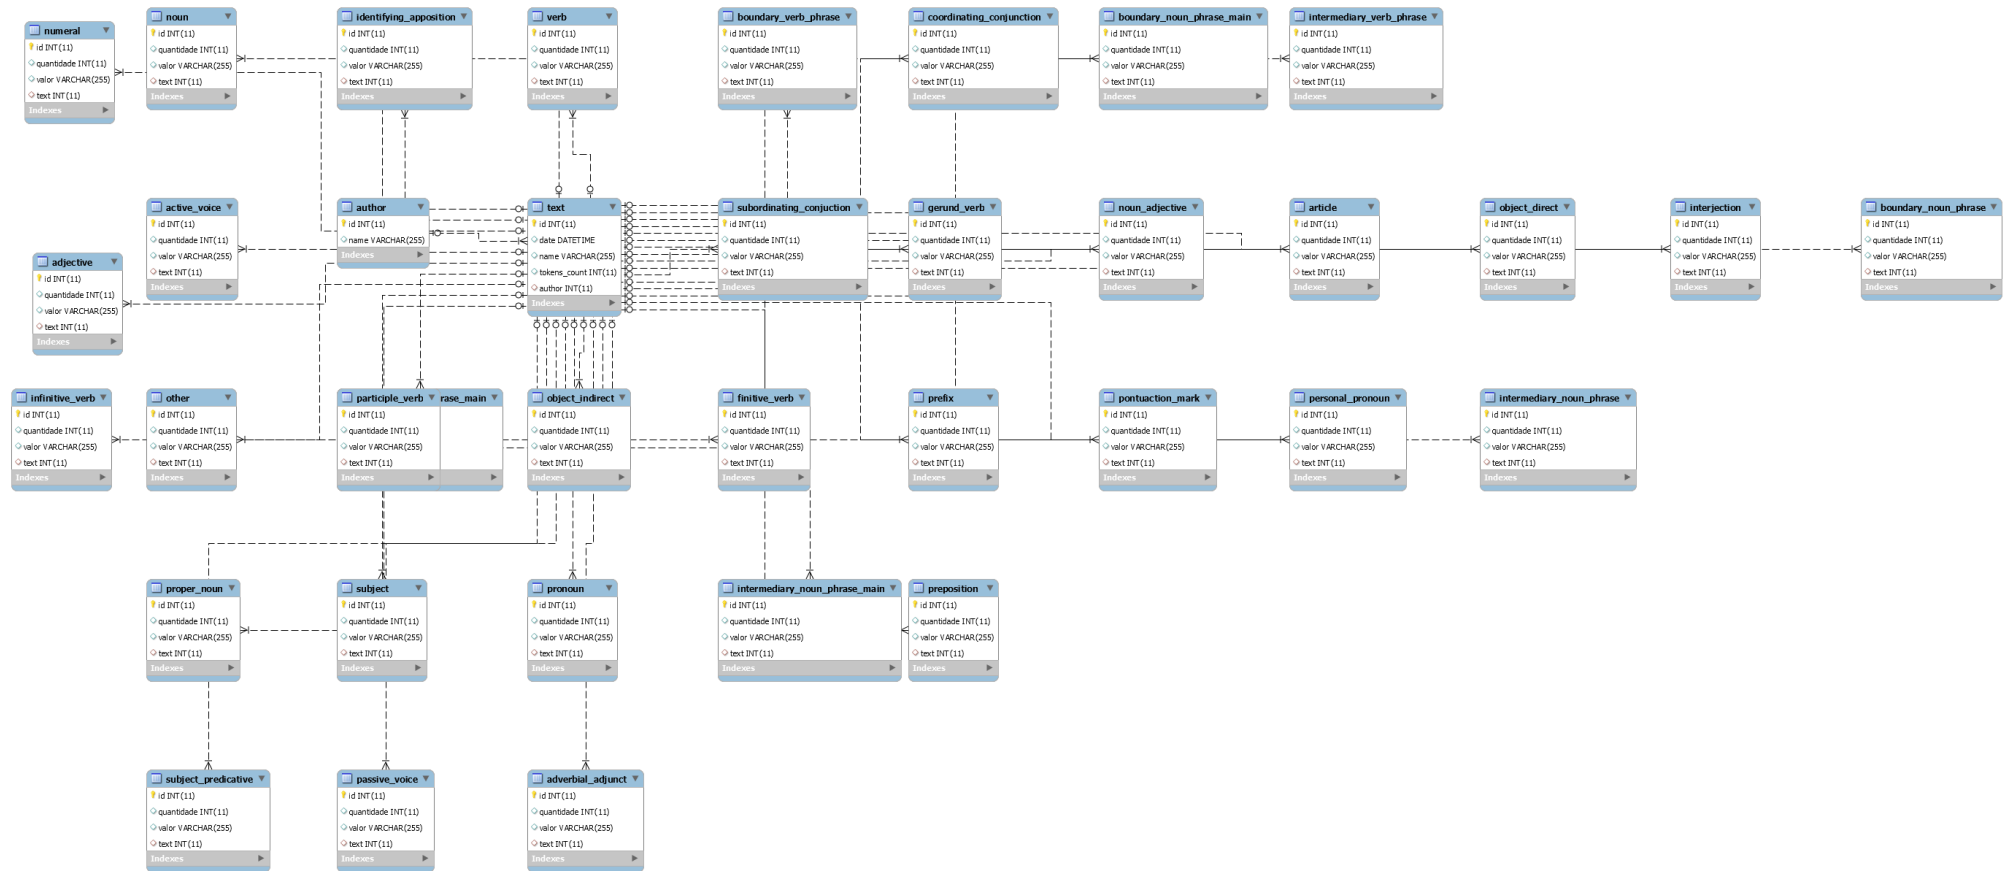 numeral
id INT(11)
quantidade INT(11)
valor VARCHAR(255)
text INT(11)
Indexes
noun
id INT(11)
quantidade INT(11)
valor VARCHAR(255)
text INT(11)
Indexes
identifying_apposition
id INT(11)
quantidade INT(11)
valor VARCHAR(255)
text INT(11)
Indexes
verb
id INT(11)
quantidade INT(11)
valor VARCHAR(255)
text INT(11)
Indexes
boundary_verb_phrase
id INT(11)
quantidade INT(11)
valor VARCHAR(255)
text INT(11)
Indexes
coordinating_conjunction
id INT(11)
quantidade INT(11)
valor VARCHAR(255)
text INT(11)
Indexes
boundary_noun_phrase_main
id INT(11)
quantidade INT(11)
valor VARCHAR(255)
text INT(11)
Indexes
intermediary_verb_phrase
id INT(11)
quantidade INT(11)
valor VARCHAR(255)
text INT(11)
Indexes
adjective
id INT(11)
quantidade INT(11)
valor VARCHAR(255)
text INT(11)
Indexes
active_voice
id INT(11)
quantidade INT(11)
valor VARCHAR(255)
text INT(11)
Indexes
author
id INT(11)
name VARCHAR(255)
Indexes
text
id INT(11)
date DATETIME
name VARCHAR(255)
tokens_count INT(11)
author INT(11)
Indexes
subordinating_conjuction
id INT(11)
quantidade INT(11)
valor VARCHAR(255)
text INT(11)
Indexes
gerund_verb
id INT(11)
quantidade INT(11)
valor VARCHAR(255)
text INT(11)
Indexes
noun_adjective
id INT(11)
quantidade INT(11)
valor VARCHAR(255)
text INT(11)
Indexes
article
id INT(11)
quantidade INT(11)
valor VARCHAR(255)
text INT(11)
Indexes
object_direct
id INT(11)
quantidade INT(11)
valor VARCHAR(255)
text INT(11)
Indexes
interjection
id INT(11)
quantidade INT(11)
valor VARCHAR(255)
text INT(11)
Indexes
boundary_noun_phrase
id INT(11)
quantidade INT(11)
valor VARCHAR(255)
text INT(11)
Indexes
infinitive_verb
id INT(11)
quantidade INT(11)
valor VARCHAR(255)
text INT(11)
Indexes
other
id INT(11)
quantidade INT(11)
valor VARCHAR(255)
text INT(11)
Indexes
participle_verb
id INT(11)
quantidade INT(11)
valor VARCHAR(255)
text INT(11)
Indexes
rase_main
object_indirect
id INT(11)
quantidade INT(11)
valor VARCHAR(255)
text INT(11)
Indexes
finitive_verb
id INT(11)
quantidade INT(11)
valor VARCHAR(255)
text INT(11)
Indexes
prefix
id INT(11)
quantidade INT(11)
valor VARCHAR(255)
text INT(11)
Indexes
pontuaction_mark
id INT(11)
quantidade INT(11)
valor VARCHAR(255)
text INT(11)
Indexes
personal_pronoun
id INT(11)
quantidade INT(11)
valor VARCHAR(255)
text INT(11)
Indexes
intermediary_noun_phrase
id INT(11)
quantidade INT(11)
valor VARCHAR(255)
text INT(11)
Indexes
proper_noun
id INT(11)
quantidade INT(11)
valor VARCHAR(255)
text INT(11)
Indexes
subject
id INT(11)
quantidade INT(11)
valor VARCHAR(255)
text INT(11)
Indexes
pronoun
id INT(11)
quantidade INT(11)
valor VARCHAR(255)
text INT(11)
Indexes
intermediary_noun_phrase_main
id INT(11)
quantidade INT(11)
valor VARCHAR(255)
text INT(11)
Indexes
preposition
id INT(11)
quantidade INT(11)
valor VARCHAR(255)
text INT(11)
Indexes
subject_predicative
id INT(11)
quantidade INT(11)
valor VARCHAR(255)
text INT(11)
Indexes
passive_voice
id INT(11)
quantidade INT(11)
valor VARCHAR(255)
text INT(11)
Indexes
adverbial_adjunct
id INT(11)
quantidade INT(11)
valor VARCHAR(255)
text INT(11)
Indexes